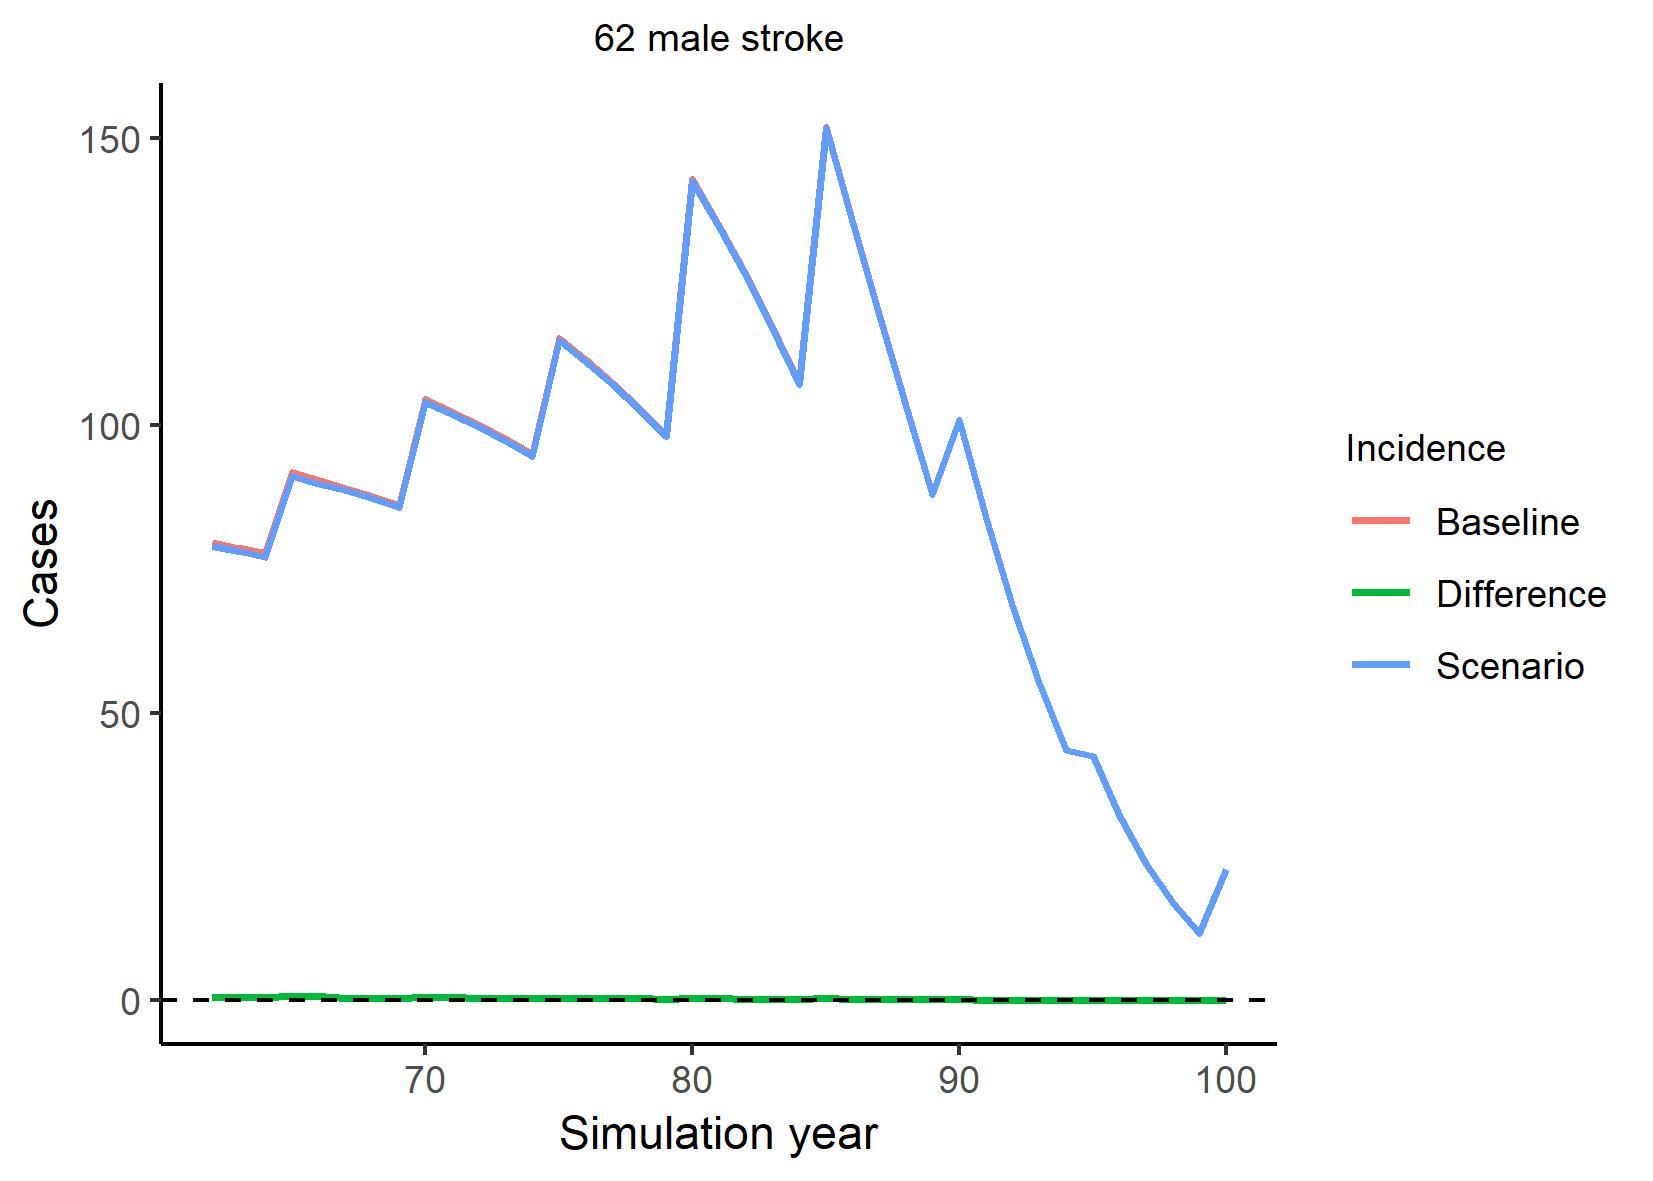 62 male stroke
150
100
50
0
Cases
70 80 90 100
Simulation year
Incidence
Baseline
Difference
Scenario